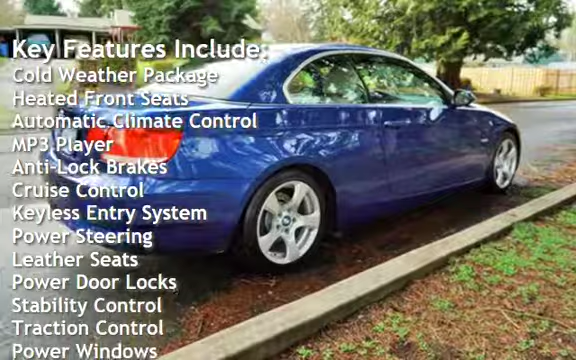 Key Features Include:
Cold Weather Package
Heated Front Seats
Automatic Climate Control
MP3 Player
Anti-Lock Brakes
Cruise Control
Keyless Entry System
Power Steering
Leather Seats
Power Door Locks
Stability Control
Traction Control
Power Windows